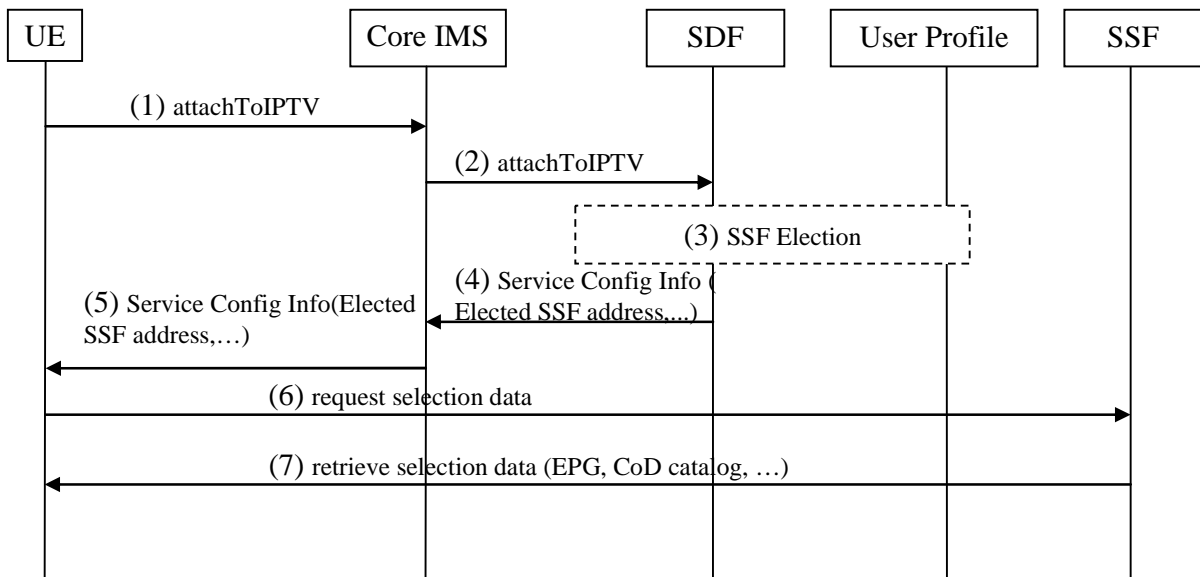 UE
Core IMS
SDF
User Profile
SSF
(1) attachToIPTV
(2) attachToIPTV
(3) SSF Election
(4) Service Config Info (
Elected SSF address,...)
(5) Service Config Info(Elected
SSF address,…)
(6) request selection data
(7) retrieve selection data (EPG, CoD catalog, …)